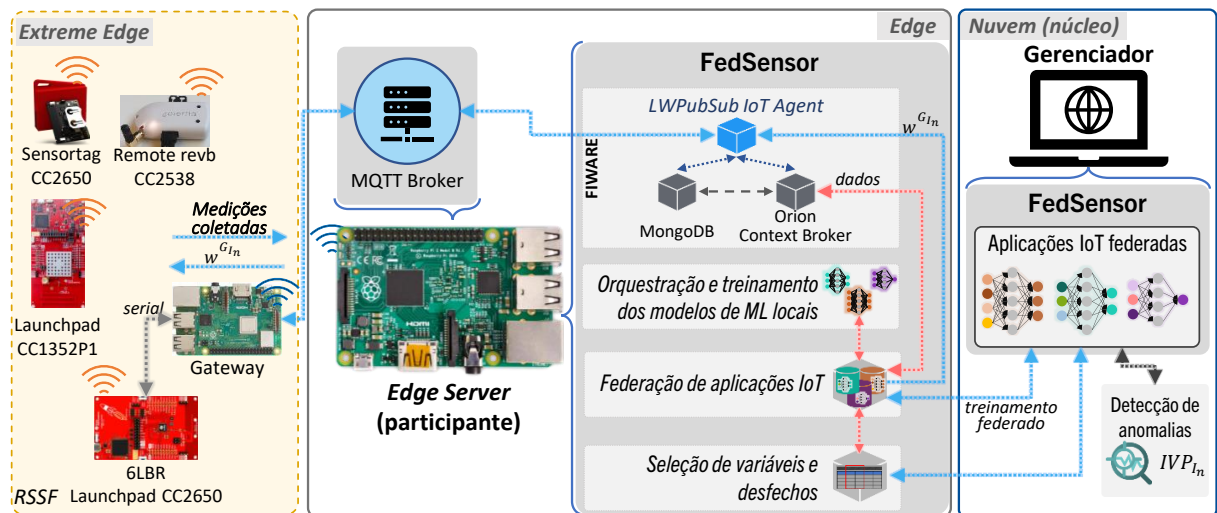 Extreme Edge
Sensortag
CC2650
Remote revb
CC2538
Medições
coletadas
w^{G_{I_n}}
Launchpad
CC1352P1
serial
Gateway
6LBR
Launchpad CC2650
RSSF
Edge
MQTT Broker
HDMI
Edge Server
(participante)
FedSensor
FIWARE
LWPubSub IoT Agent
w^{G_{I_n}}
MongoDB
dados
Orion
Context Broker
Orquestração e treinamento
dos modelos de ML locais
Federação de aplicações IoT
Seleção de variáveis e
desfechos
Nuvem (núcleo)
Gerenciador
FedSensor
Aplicações IoT federadas
treinamento
federado
Detecção de
anomalias
IVP_{I_n}